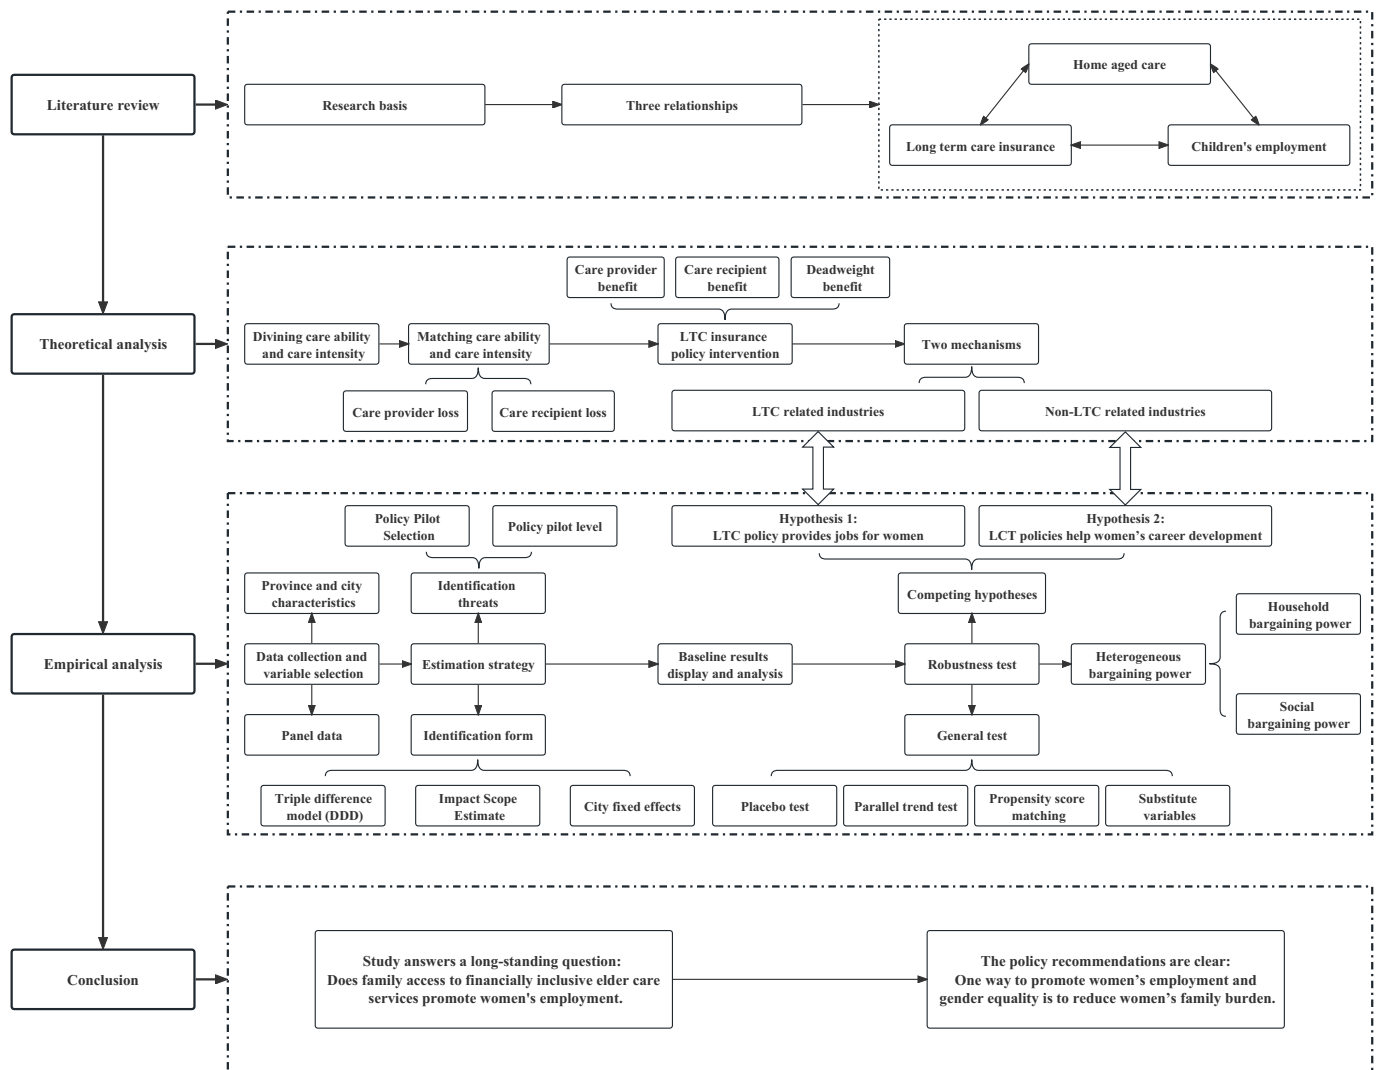 Literature review
Research basis
Three relationships
Home aged care
Long term care insurance
Children's employment
Theoretical analysis
Care provider
benefit
Care recipient
benefit
Deadweight
benefit
Divining care ability
and care intensity
Matching care ability
and care intensity
LTC insurance
policy intervention
Two mechanisms
Care provider loss
Care recipient loss
LTC related industries
Non-LTC related industries
Empirical analysis
Policy Pilot
Selection
Policy pilot level
Hypothesis 1:
LTC policy provides jobs for women
Hypothesis 2:
LCT policies help women’s career development
Province and city
characteristics
Identification
threats
Competing hypotheses
Household
bargaining power
Data collection and
variable selection
Estimation strategy
Baseline results
display and analysis
Robustness test
Heterogeneous
bargaining power
Social
bargaining power
Panel data
Identification form
General test
Triple difference
model (DDD)
Impact Scope
Estimate
City fixed effects
Placebo test
Parallel trend test
Propensity score
matching
Substitute
variables
Conclusion
Study answers a long-standing question:
Does family access to financially inclusive elder care
services promote women's employment.
The policy recommendations are clear:
One way to promote women’s employment and
gender equality is to reduce women’s family burden.